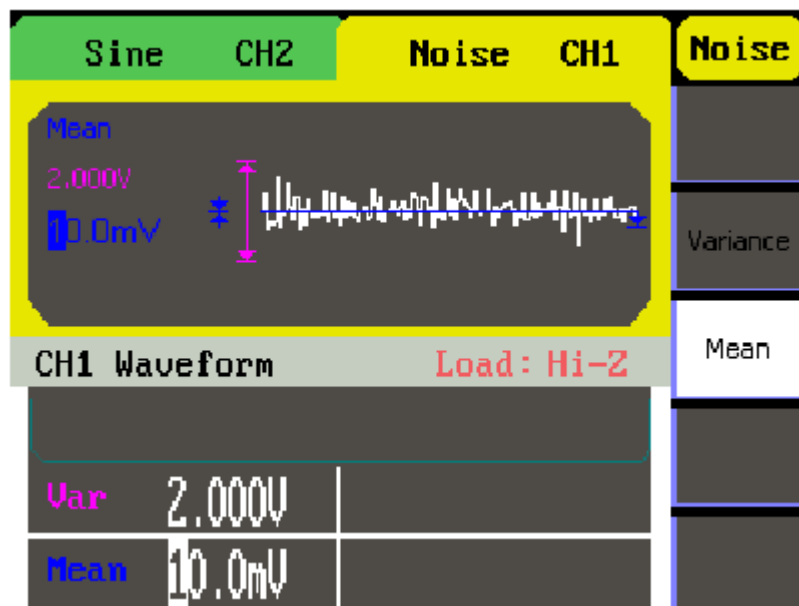 Sine CH2 Noise CH1 Noise
Mean
2.000V
10.0mV
Variance
Mean
CH1 Waveform Load: Hi-Z
Var 2.000V
Mean 10.0mV